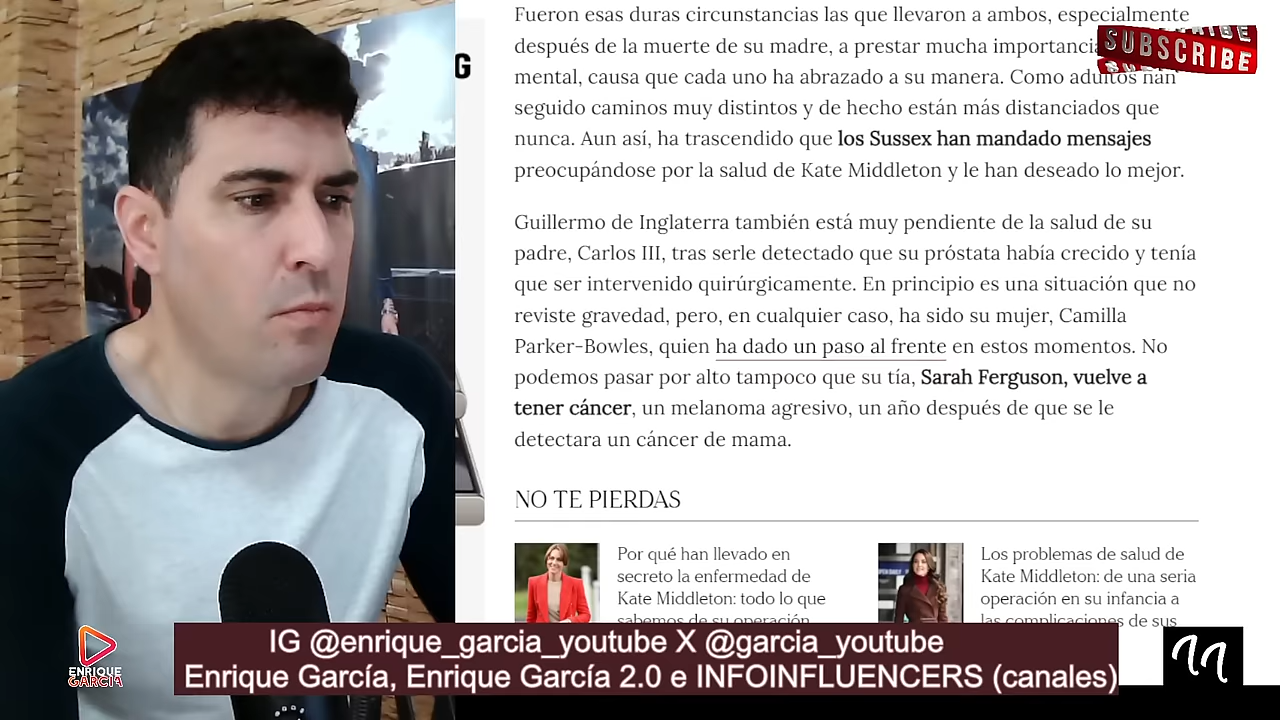 G
Fueron esas duras circunstancias las que llevaron a ambos, especialmente
después de la muerte de su madre, a prestar mucha importancia
mental, causa que cada uno ha abrazado a su manera. Como adultos han
seguido caminos muy distintos y de hecho están más distanciados que
nunca. Aun así, ha trascendido que los Sussex han mandado mensajes
preocupándose por la salud de Kate Middleton y le han deseado lo mejor.
SUBSCRIBE
Guillermo de Inglaterra también está muy pendiente de la salud de su
padre, Carlos III, tras serle detectado que su próstata había crecido y tenía
que ser intervenido quirúrgicamente. En principio es una situación que no
reviste gravedad, pero, en cualquier caso, ha sido su mujer, Camilla
Parker-Bowles, quien ha dado un paso al frente en estos momentos. No
podemos pasar por alto tampoco que su tía, Sarah Ferguson, vuelve a
tener cáncer, un melanoma agresivo, un año después de que se le
detectara un cáncer de mama.
NO TE PIERDAS
Por qué han llevado en
secreto la enfermedad de
Kate Middleton: todo lo que
sabemos de su operación
Los problemas de salud de
Kate Middleton: de una seria
operación en su infancia a
las complicaciones de sus
IG @enrique_garcia_youtube X @garcia_youtube
Enrique García, Enrique García 2.0 e INFOINFLUENCERS (canales)
ENRIQUE
GARCÍA